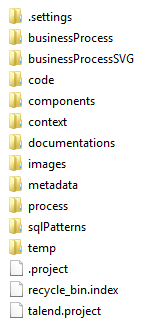 .settings
businessProcess
businessProcessSVG
code
components
context
documentations
images
metadata
process
sqlPatterns
temp
.project
recycle_bin.index
talend.project